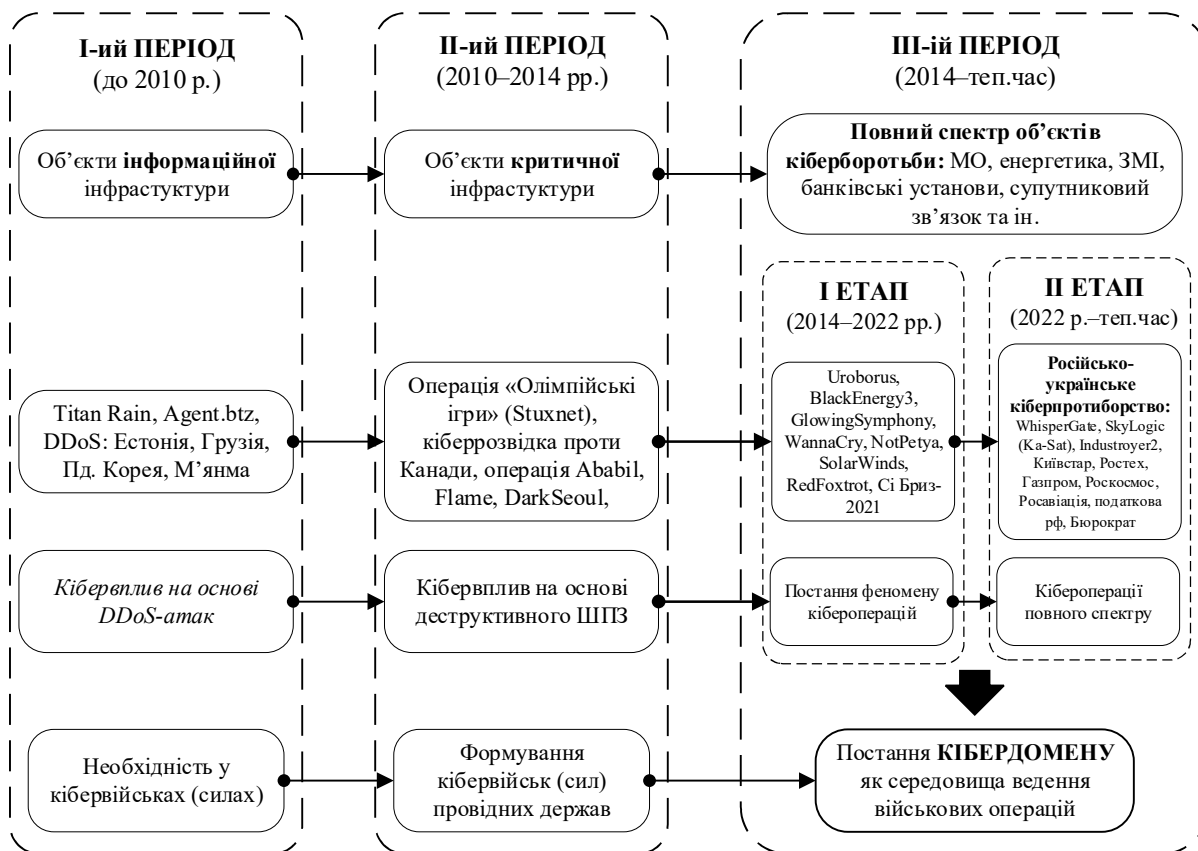 І-ий ПЕРІОД
(до 2010 р.)
Об’єкти інформаційної
інфраструктури
Titan Rain, Agent.btz,
DDoS: Естонія, Грузія,
Пд. Корея, М’янма
Кібервплив на основі
DDoS-атак
Необхідність у
кібервійськах (силах)
ІІ-ий ПЕРІОД
(2010–2014 рр.)
Об’єкти критичної
інфраструктури
Операція «Олімпійські
ігри» (Stuxnet),
кіберрозвідка проти
Канади, операція Ababil,
Flame, DarkSeoul,
Кібервплив на основі
деструктивного ШПЗ
Формування
кібервійськ (сил)
провідних держав
ІІІ-ій ПЕРІОД
(2014–теп.час)
Повний спектр об’єктів
кіберборотьби: МО, енергетика, ЗМІ,
банківські установи, супутниковий
зв’язок та ін.
І ЕТАП
(2014–2022 рр.)
Uroborus,
BlackEnergy3,
GlowingSymphony,
WannaCry, NotPetya,
SolarWinds,
RedFoxtrot, Сі Бриз-
2021
Постання феномену
кібероперацій
ІІ ЕТАП
(2022 р.–теп.час)
Російсько-
українське
кіберпротиборство:
WhisperGate, SkyLogic
(Ka-Sat), Industroyer2,
Київстар, Ростех,
Газпром, Роскосмос,
Росавіація, податкова
рф, Бюрократ
Кібероперації
повного спектру
Постання КІБЕРДОМЕНУ
як середовища ведення
військових операцій